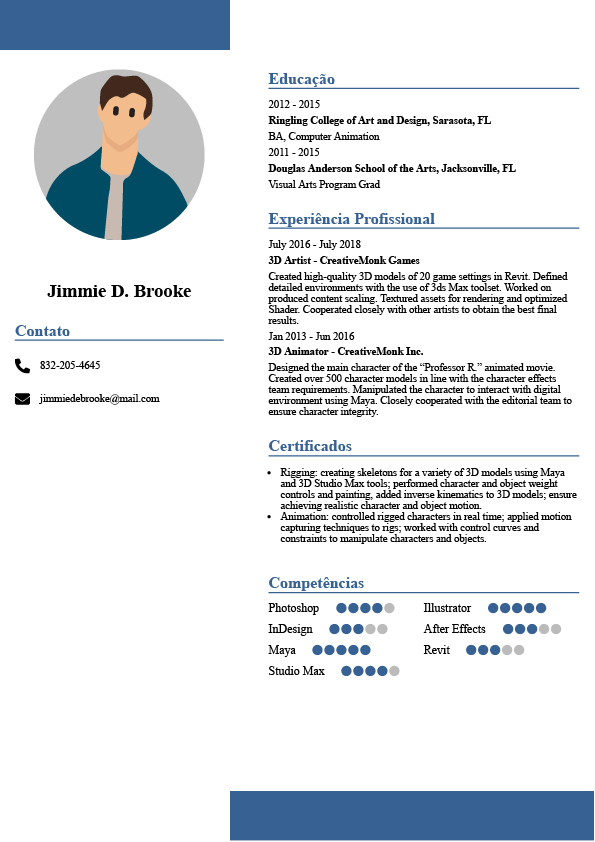 Jimmie D. Brooke
Contato
832-205-4645
jimmiedebrooke@mail.com
Educação
2012 - 2015
Ringling College of Art and Design, Sarasota, FL
BA, Computer Animation
2011 - 2015
Douglas Anderson School of the Arts, Jacksonville, FL
Visual Arts Program Grad
Experiência Profissional
July 2016 - July 2018
3D Artist - CreativeMonk Games
Created high-quality 3D models of 20 game settings in Revit. Defined
detailed environments with the use of 3ds Max toolset. Worked on
produced content scaling. Textured assets for rendering and optimized
Shader. Cooperated closely with other artists to obtain the best final
results.
Jan 2013 - Jun 2016
3D Animator - CreativeMonk Inc.
Designed the main character of the “Professor R.” animated movie.
Created over 500 character models in line with the character effects
team requirements. Manipulated the character to interact with digital
environment using Maya. Closely cooperated with the editorial team to
ensure character integrity.
Certificados
• Rigging: creating skeletons for a variety of 3D models using Maya
and 3D Studio Max tools; performed character and object weight
controls and painting, added inverse kinematics to 3D models; ensure
achieving realistic character and object motion.
• Animation: controlled rigged characters in real time; applied motion
capturing techniques to rigs; worked with control curves and
constraints to manipulate characters and objects.
Competências
Photoshop Illustrator
InDesign After Effects
Maya Revit
Studio Max